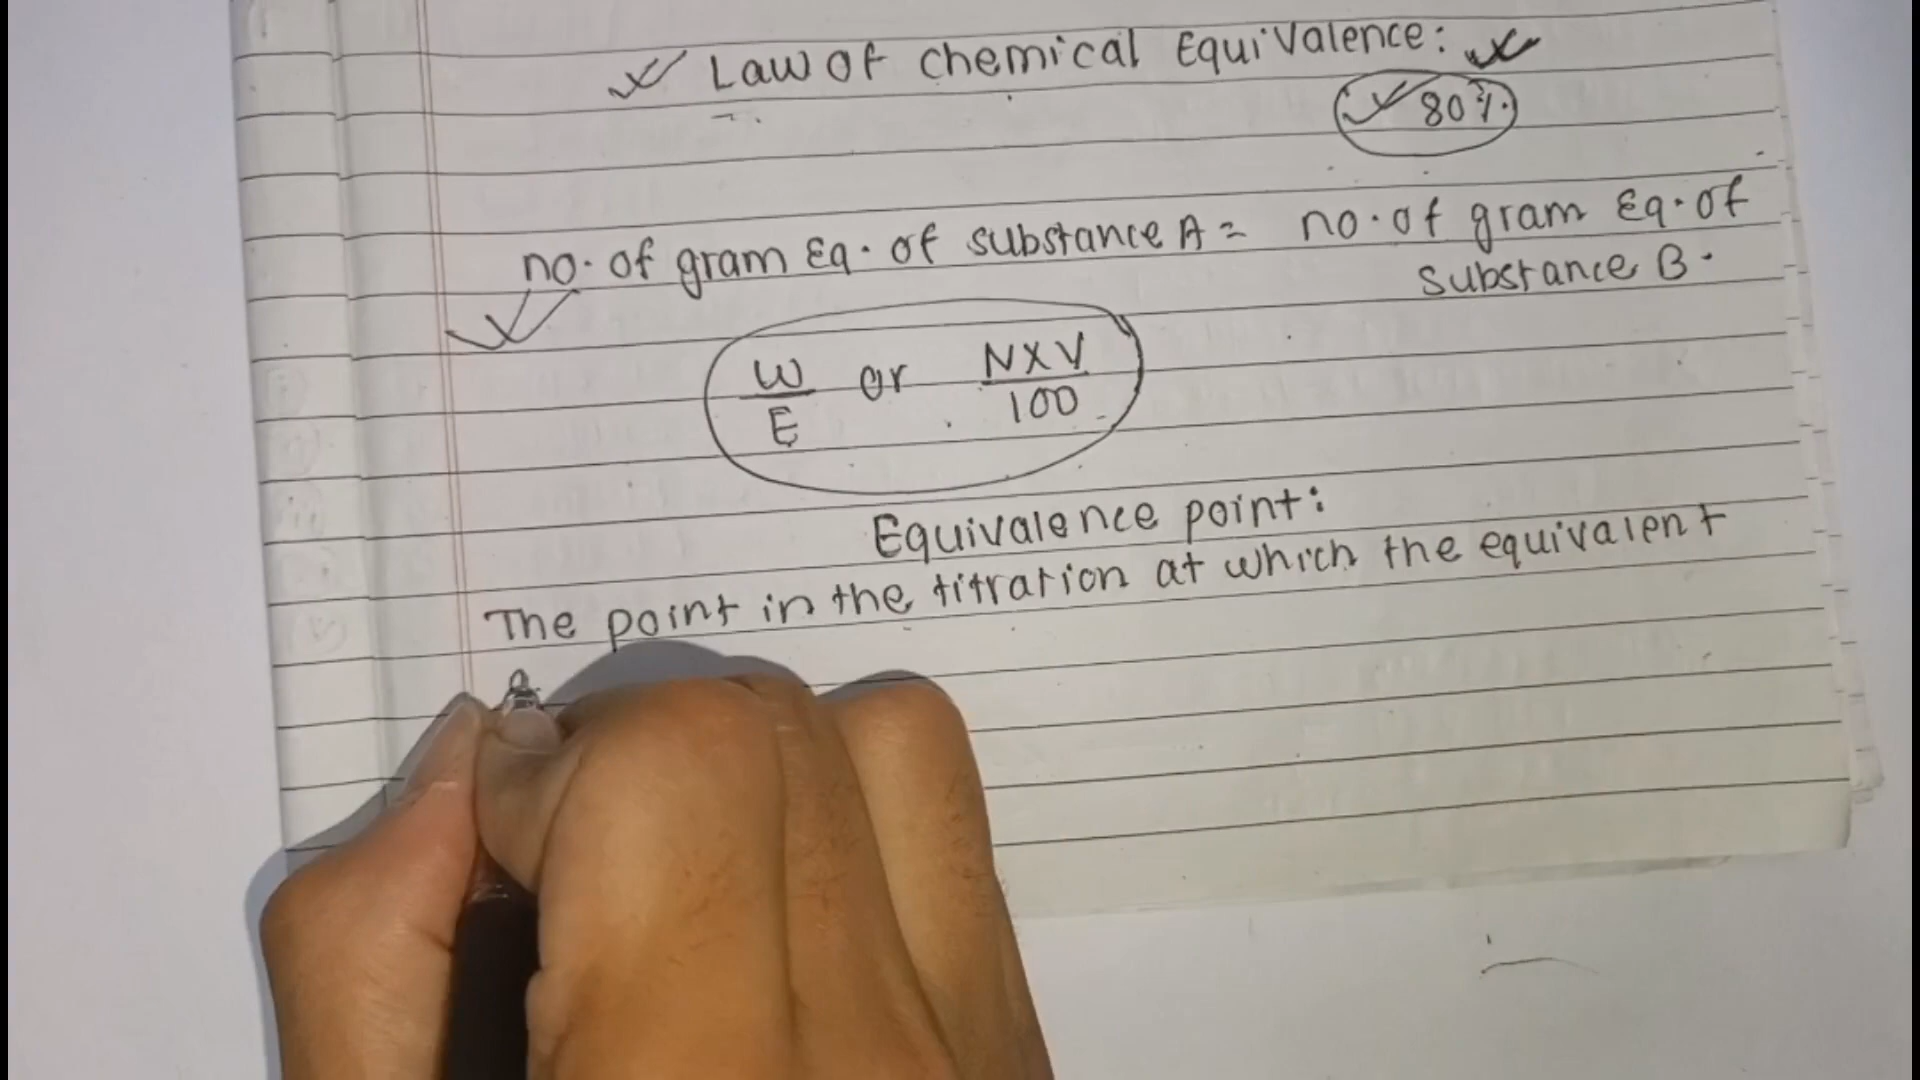 Law of chemical Equivalence:
80%.
no. of gram Eq. of substance A = no. of gram Eq. of
substance B.
W/E or NXV/100
Equivalence point:
The point in the titration at which the equivalent